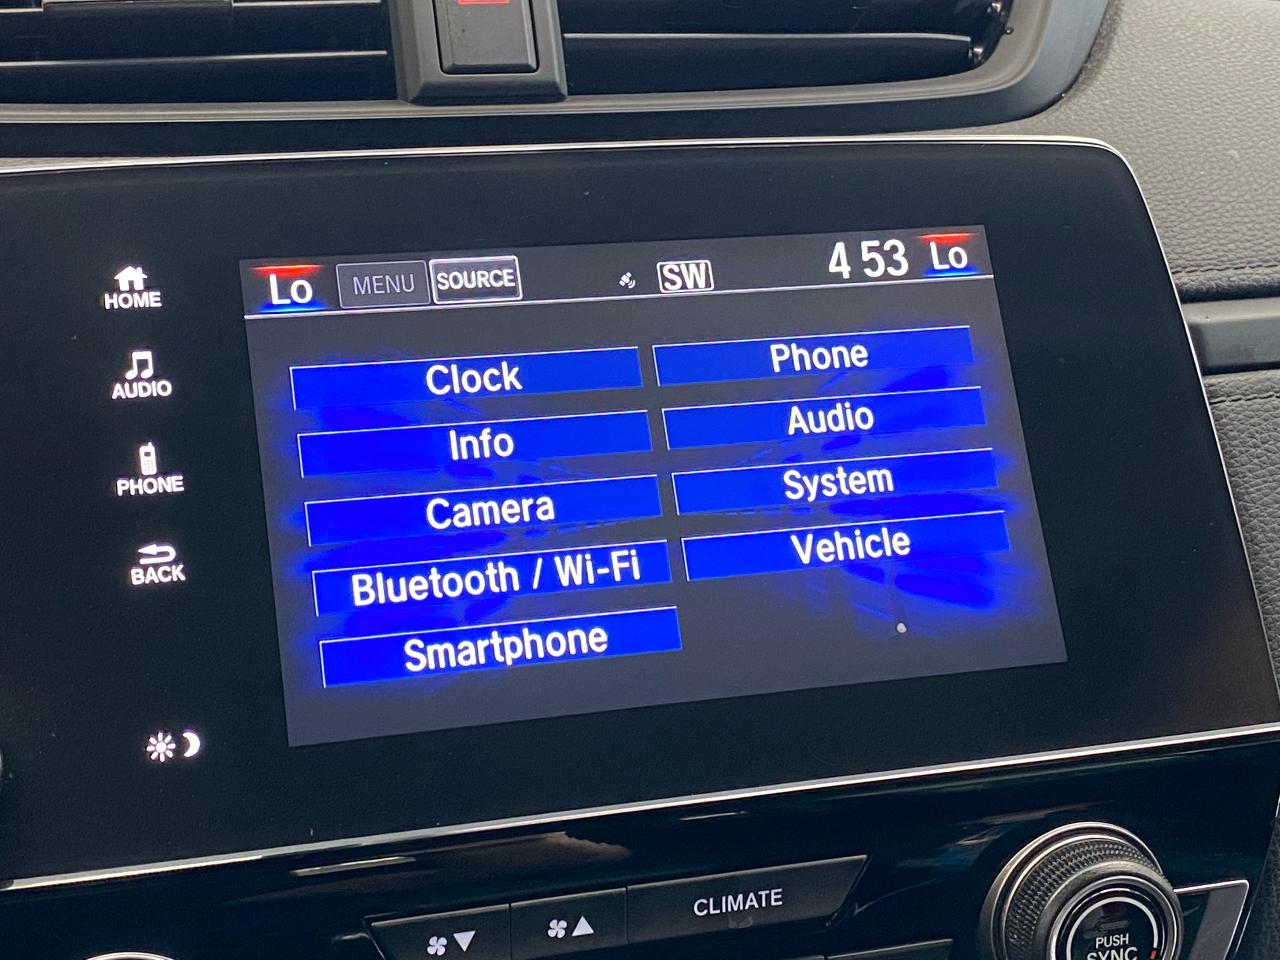 Lo MENU SOURCE SW 4 53 Lo
HOME
AUDIO
PHONE
BACK
Clock Phone
Info Audio
Camera System
Bluetooth / Wi-Fi Vehicle
Smartphone
CLIMATE
PUSH
SYNC